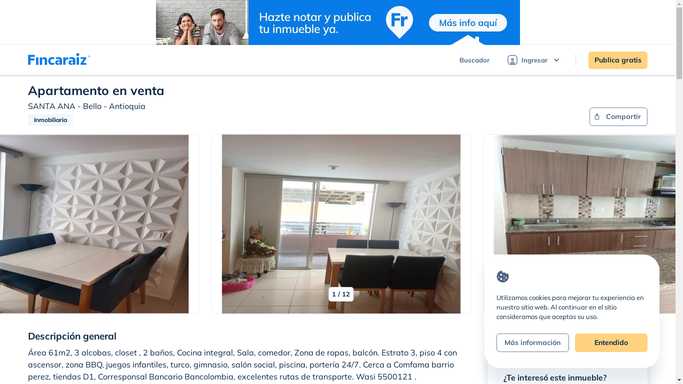 Hazte notar y publica
tu inmueble ya.
Fr
Más info aquí
Fincaraiz
Buscador
Ingresar
Publica gratis
Apartamento en venta
SANTA ANA - Bello - Antioquia
Inmobiliaria
Compartir
1 / 12
Utilizamos cookies para mejorar tu experiencia en
nuestro sitio web. Al continuar en el sitio
consideramos que aceptas su uso.
Más información
Entendido
Descripción general
Área 61m2, 3 alcobas, closet , 2 baños, Cocina integral, Sala, comedor, Zona de ropas, balcón. Estrato 3, piso 4 con
ascensor, zona BBQ, juegos infantiles, turco, gimnasio, salón social, piscina, portería 24/7. Cerca a Comfama barrio
perez, tiendas D1, Corresponsal Bancario Bancolombia, excelentes rutas de transporte. Wasi 5500121 .
¿Te interesó este inmueble?